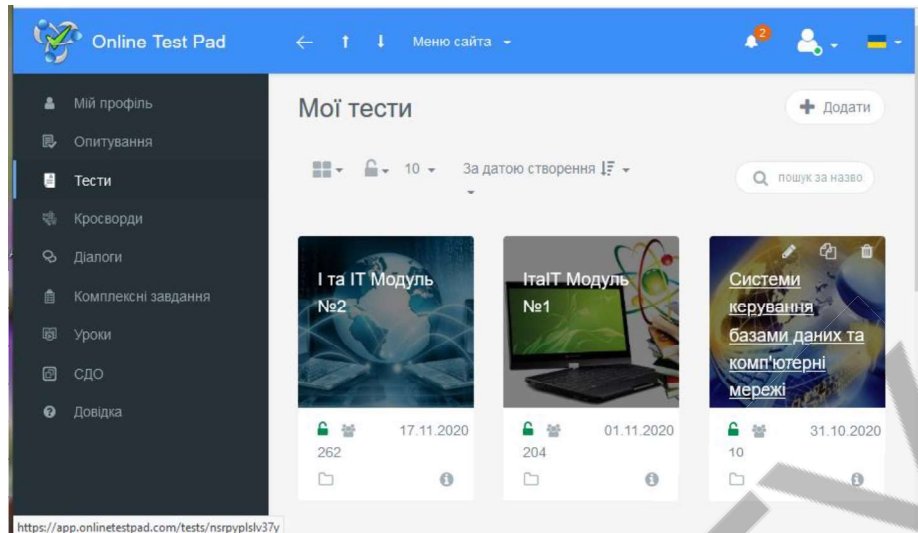 Online Test Pad
Меню сайта
2
Мій профіль
Опитування
Тести
Кросворди
Діалоги
Комплексні завдання
Уроки
СДО
Довідка
Мої тести
Додати
10
За датою створення
пошук за назво
І та ІТ Модуль
№2
17.11.2020
262
ІтаІТ Модуль
№1
01.11.2020
204
Системи
керування
базами даних та
комп'ютерні
мережі
31.10.2020
10
https://app.onlinetestpad.com/tests/nsrpyplslv37y